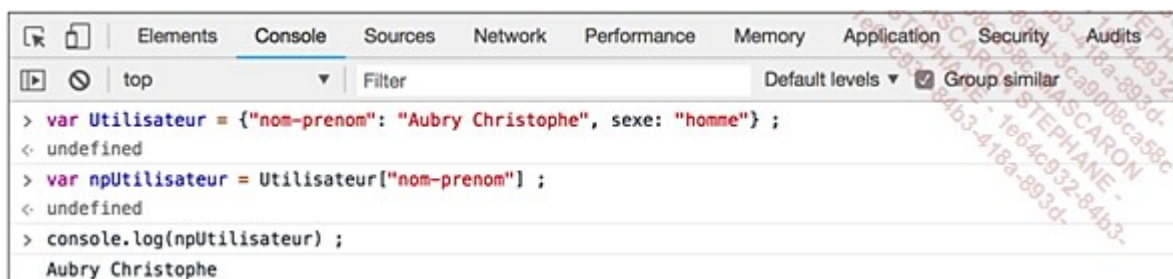 Elements Console Sources Network Performance Memory Application Security Audits
top ▼ Filter Default levels ▼ Group similar
> var Utilisateur = {"nom-prenom": "Aubry Christophe", sexe: "homme"} ;
< undefined
> var npUtilisateur = Utilisateur["nom-prenom"] ;
< undefined
> console.log(npUtilisateur) ;
Aubry Christophe